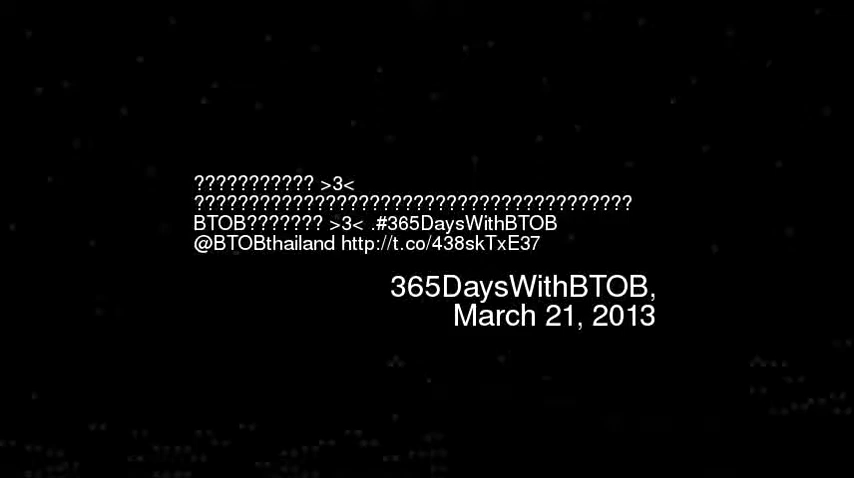 ??????????? >3<
????????????????????????????????????????
BTOB??????? >3< .#365DaysWithBTOB
@BTOBthailand http://t.co/438skTxE37
365DaysWithBTOB,
March 21, 2013